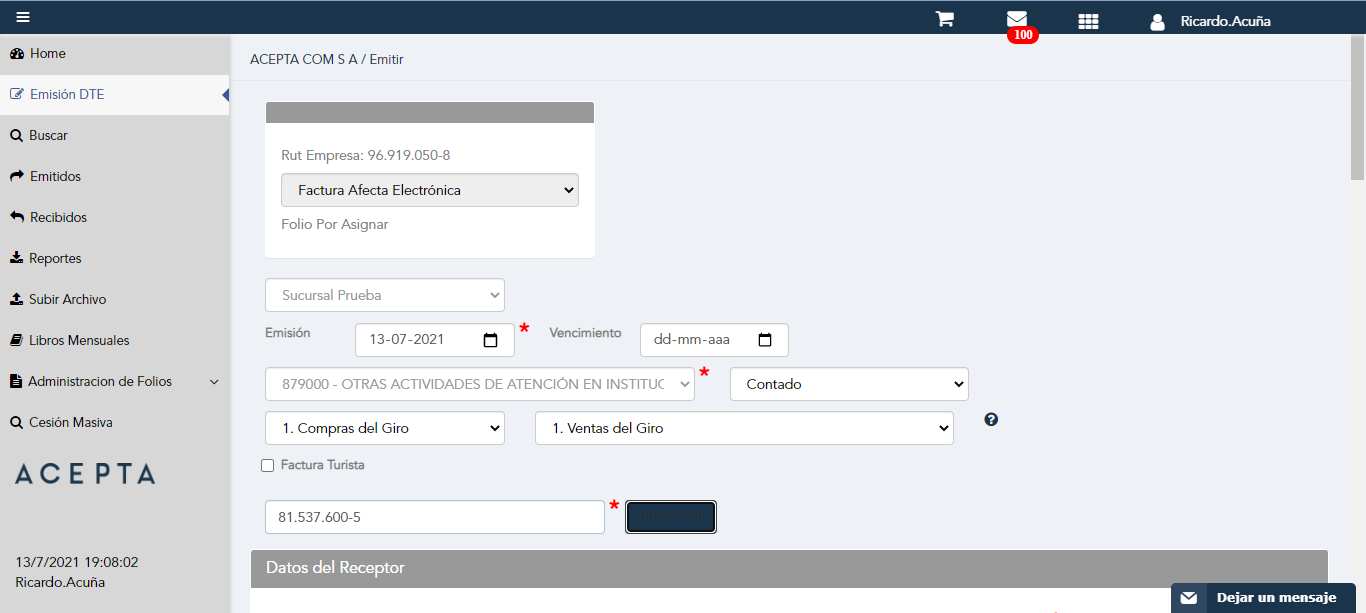 100
Ricardo.Acuña
Home
Emisión DTE
Buscar
Emitidos
Recibidos
Reportes
Subir Archivo
Libros Mensuales
Administracion de Folios
Cesión Masiva
ACEPTA
13/7/2021 19:08:02
Ricardo.Acuña
ACEPTA COM S A / Emitir
Rut Empresa: 96.919.050-8
Factura Afecta Electrónica
Folio Por Asignar
Sucursal Prueba
Emisión 13-07-2021 * Vencimiento dd-mm-aaa
879000 - OTRAS ACTIVIDADES DE ATENCIÓN EN INSTITUC * Contado
1. Compras del Giro 1. Ventas del Giro ?
Factura Turista
81.537.600-5 *
Datos del Receptor
Dejar un mensaje